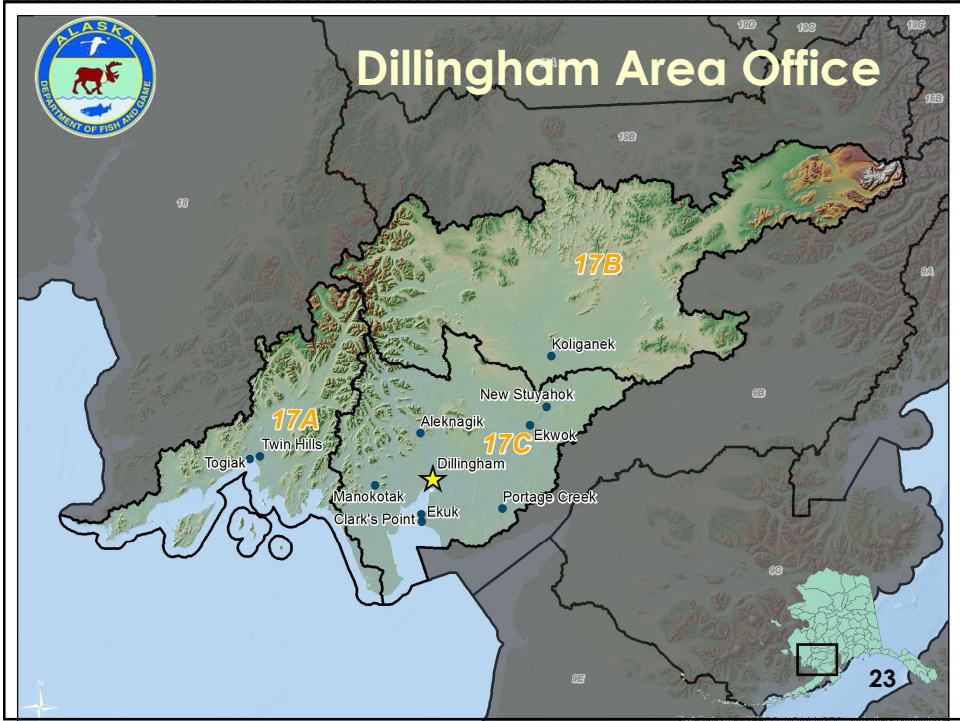 ALASKA
DEPARTMENT OF FISH AND GAME
Dillingham Area Office
19D
19C
19C
16B
19B
18
17B
9A
Koliganek
New Stuyahok
9B
17A
Aleknagik
17C
Ekwok
Twin Hills
Togiak
Dillingham
Manokotak
Portage Creek
Ekuk
Clark's Point
9C
9E
23
N